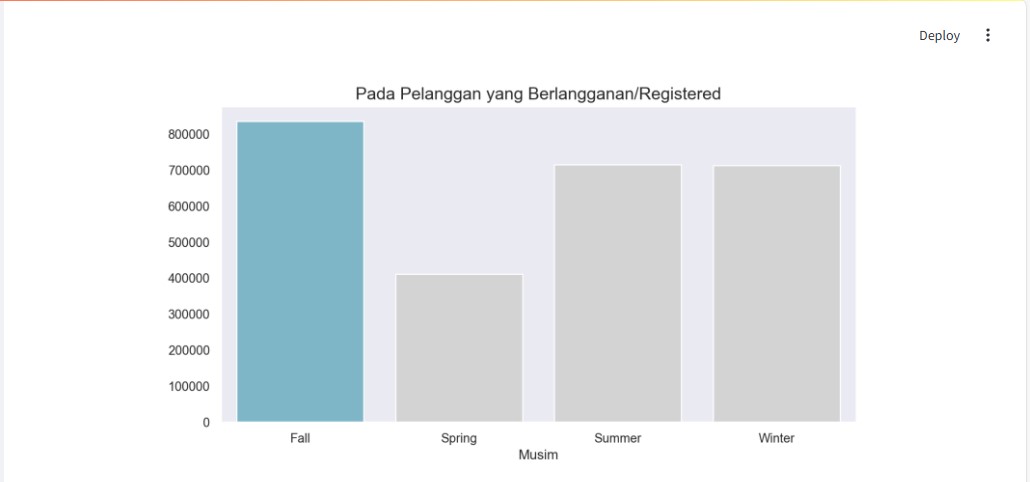 Deploy
Pada Pelanggan yang Berlangganan/Registered
800000
700000
600000
500000
400000
300000
200000
100000
0
Fall Spring Summer Winter
Musim